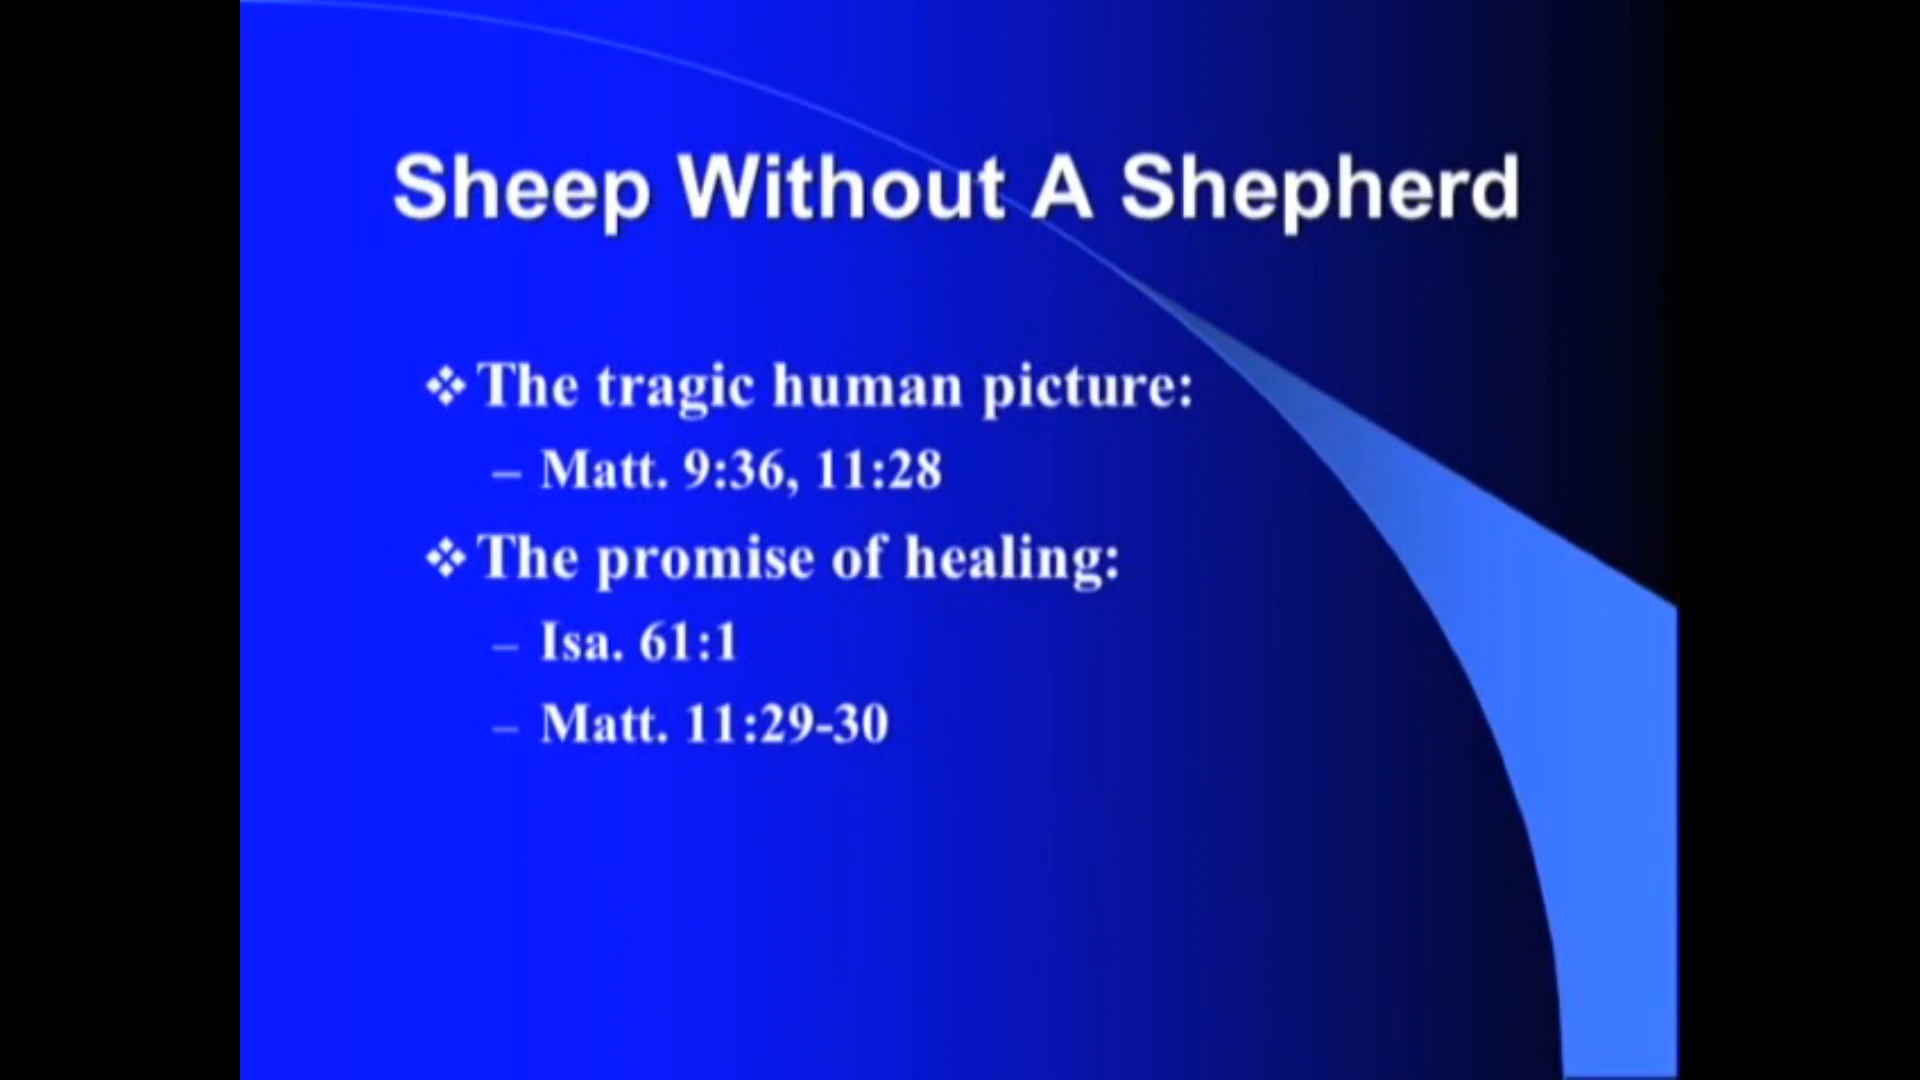 Sheep Without A Shepherd
❖ The tragic human picture:
– Matt. 9:36, 11:28
❖ The promise of healing:
– Isa. 61:1
– Matt. 11:29-30